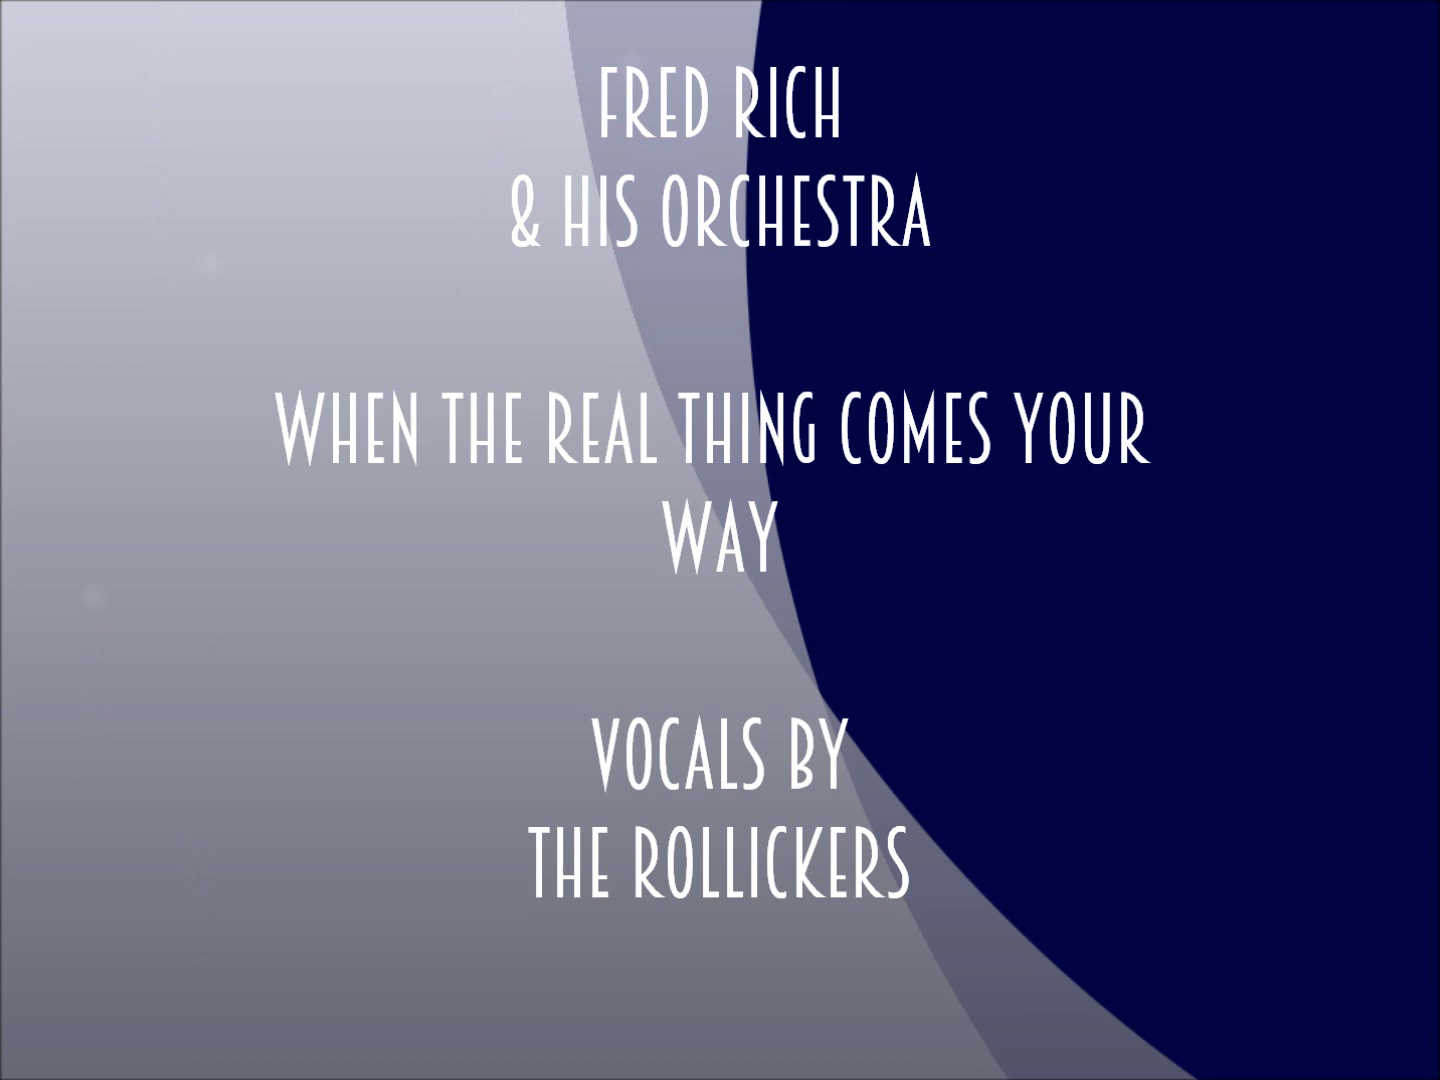 FRED RICH
& HIS ORCHESTRA
WHEN THE REAL THING COMES YOUR
WAY
VOCALS BY
THE ROLLICKERS